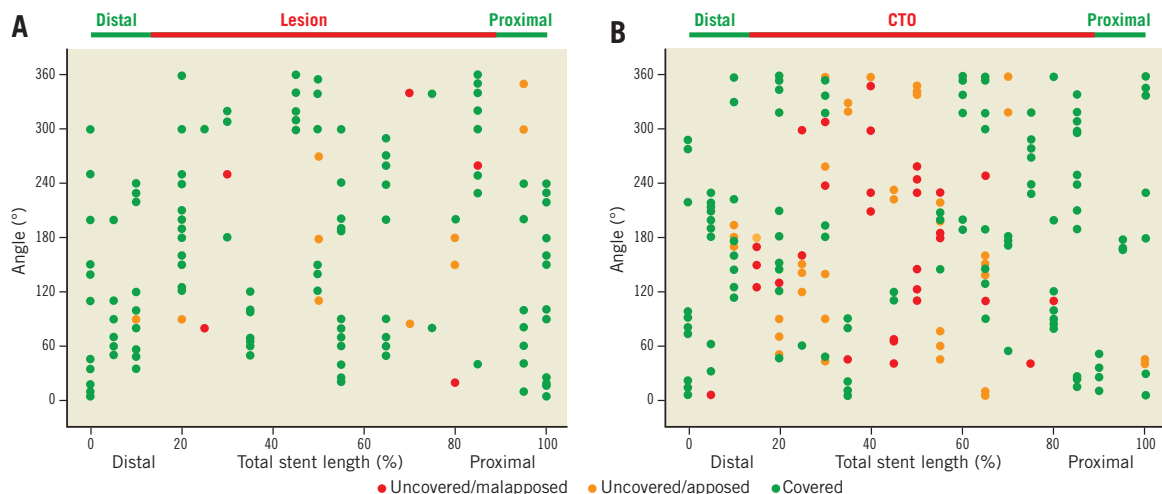 A
Distal Lesion Proximal
360
300
240
180
120
60
0
Angle (°)
0 20 40 60 80 100
Distal Total stent length (%) Proximal
B
Distal CTO Proximal
360
300
240
180
120
60
0
Angle (°)
0 20 40 60 80 100
Distal Total stent length (%) Proximal
Uncovered/malapposed Uncovered/apposed Covered